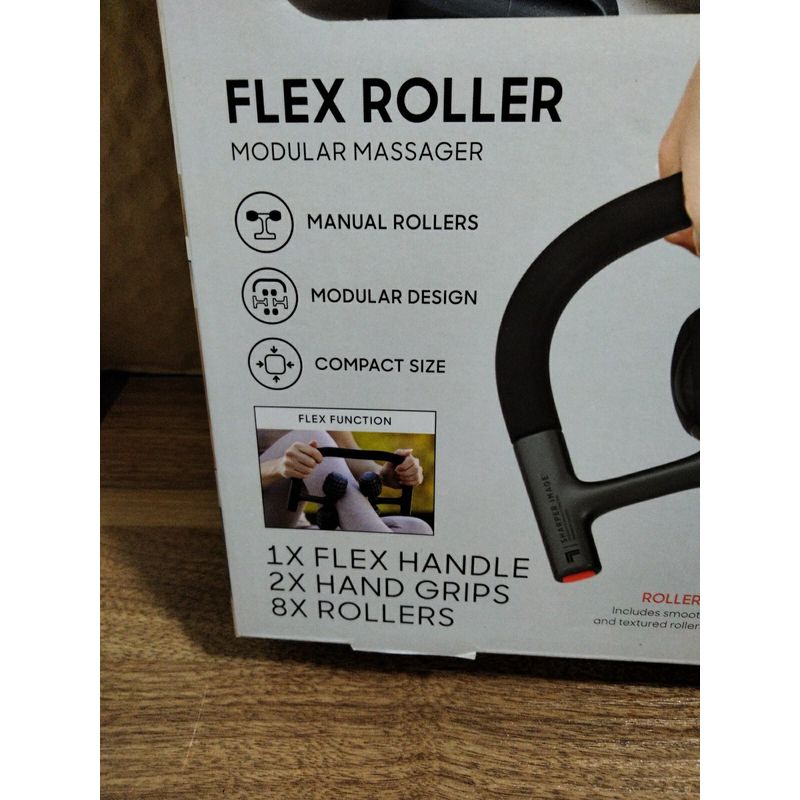 FLEX ROLLER
MODULAR MASSAGER
MANUAL ROLLERS
MODULAR DESIGN
COMPACT SIZE
FLEX FUNCTION
1X FLEX HANDLE
2X HAND GRIPS
8X ROLLERS
SHARPER IMAGE
ROLLER
Includes smoot
and textured roller